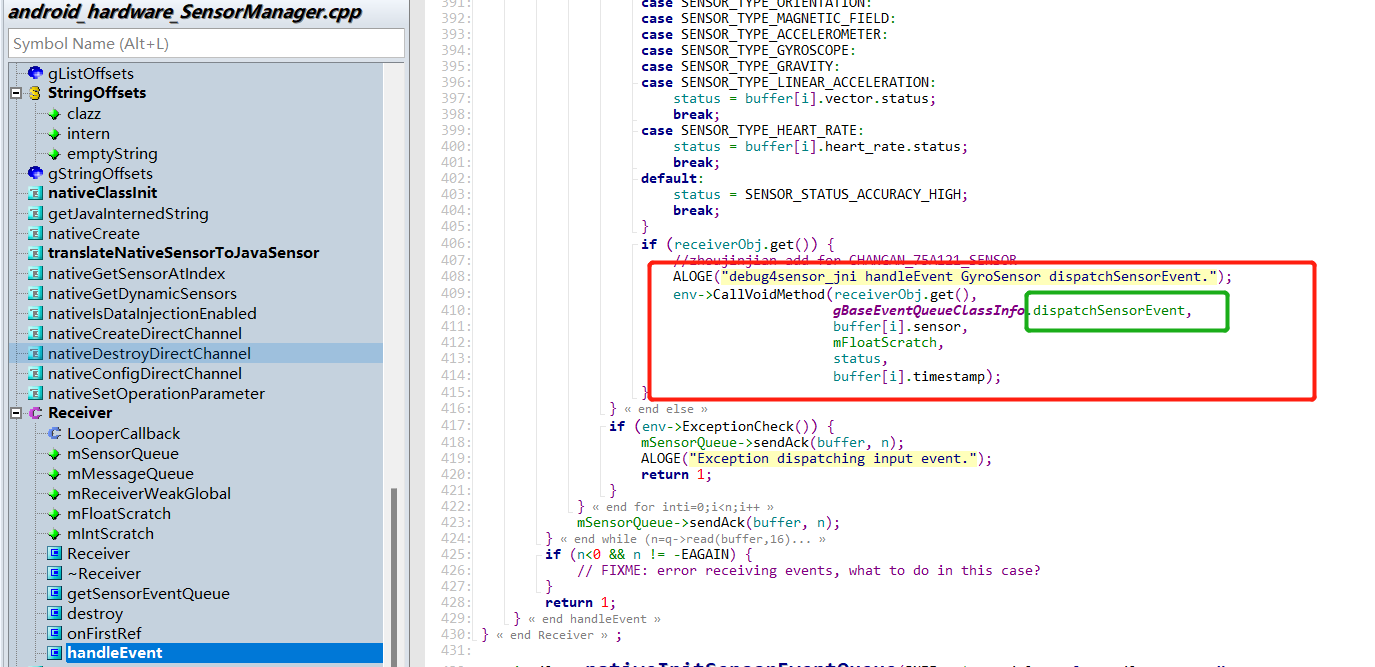 android_hardware_SensorManager.cpp
Symbol Name (Alt+L)
gListOffsets
StringOffsets
clazz
intern
emptyString
gStringOffsets
nativeClassInit
getJavaInternedString
nativeCreate
translateNativeSensorToJavaSensor
nativeGetSensorAtIndex
nativeGetDynamicSensors
nativeIsDataInjectionEnabled
nativeCreateDirectChannel
nativeDestroyDirectChannel
nativeConfigDirectChannel
nativeSetOperationParameter
Receiver
LooperCallback
mSensorQueue
mMessageQueue
mReceiverWeakGlobal
mFloatScratch
mIntScratch
Receiver
~Receiver
getSensorEventQueue
destroy
onFirstRef
handleEvent
391: case SENSOR_TYPE_ORIENTATION:
392: case SENSOR_TYPE_MAGNETIC_FIELD:
393: case SENSOR_TYPE_ACCELEROMETER:
394: case SENSOR_TYPE_GYROSCOPE:
395: case SENSOR_TYPE_GRAVITY:
396: case SENSOR_TYPE_LINEAR_ACCELERATION:
397: status = buffer[i].vector.status;
398: break;
399: case SENSOR_TYPE_HEART_RATE:
400: status = buffer[i].heart_rate.status;
401: break;
402: default:
403: status = SENSOR_STATUS_ACCURACY_HIGH;
404: break;
405: }
406: if (receiverObj.get()) {
407: //zhoujinjian add for CHANGAN_75A121_SENSOR
408: ALOGE("debug4sensor_jni handleEvent GyroSensor dispatchSensorEvent.");
409: env->CallVoidMethod(receiverObj.get(),
410: gBaseEventQueueClassInfo.dispatchSensorEvent,
411: buffer[i].sensor,
412: mFloatScratch,
413: status,
414: buffer[i].timestamp);
415: }
416: } « end else »
417: if (env->ExceptionCheck()) {
418: mSensorQueue->sendAck(buffer, n);
419: ALOGE("Exception dispatching input event.");
420: return 1;
421: }
422: } « end for inti=0;i<n;i++ »
423: mSensorQueue->sendAck(buffer, n);
424: } « end while (n=q->read(buffer,16)... »
425: if (n<0 && n != -EAGAIN) {
426: // FIXME: error receiving events, what to do in this case?
427: }
428: return 1;
429: } « end handleEvent »
430: } « end Receiver » ;
431: